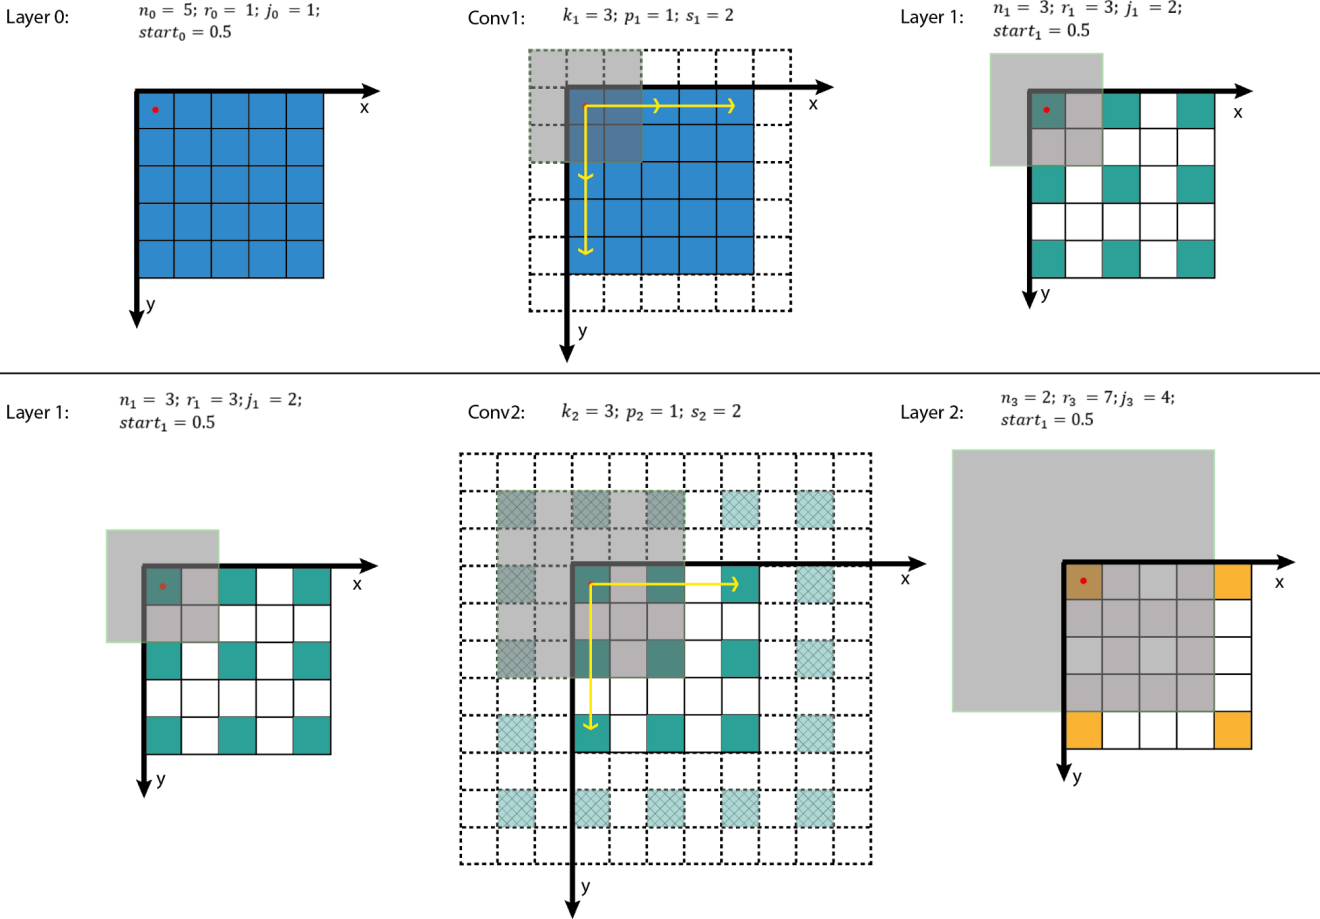 Layer 0:
n₀ = 5; r₀ = 1; j₀ = 1;
start₀ = 0.5
Conv1:
k₁ = 3; p₁ = 1; s₁ = 2
Layer 1:
n₁ = 3; r₁ = 3; j₁ = 2;
start₁ = 0.5
x
y
x
y
x
y
Layer 1:
n₁ = 3; r₁ = 3; j₁ = 2;
start₁ = 0.5
Conv2:
k₂ = 3; p₂ = 1; s₂ = 2
Layer 2:
n₃ = 2; r₃ = 7; j₃ = 4;
start₁ = 0.5
x
y
x
y
x
y